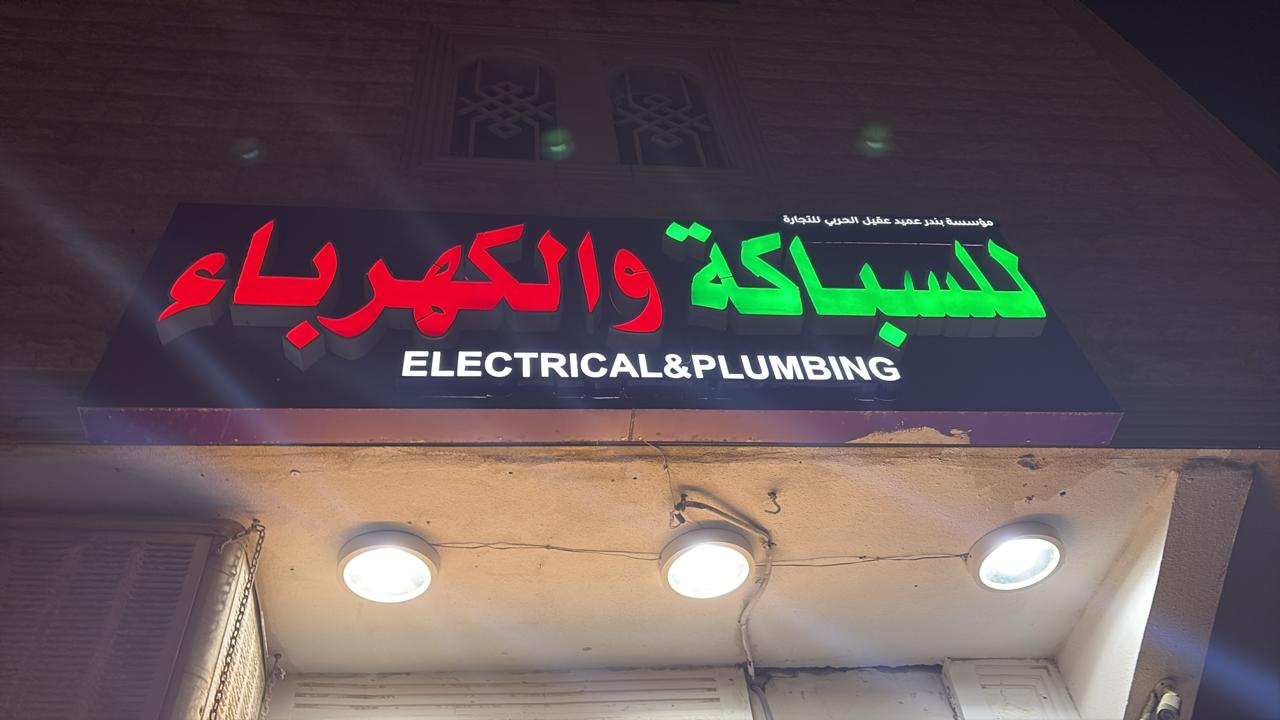 مؤسسة بندر عميد عقيل الحربي للتجارة
للسباكة والكهرباء
ELECTRICAL&PLUMBING